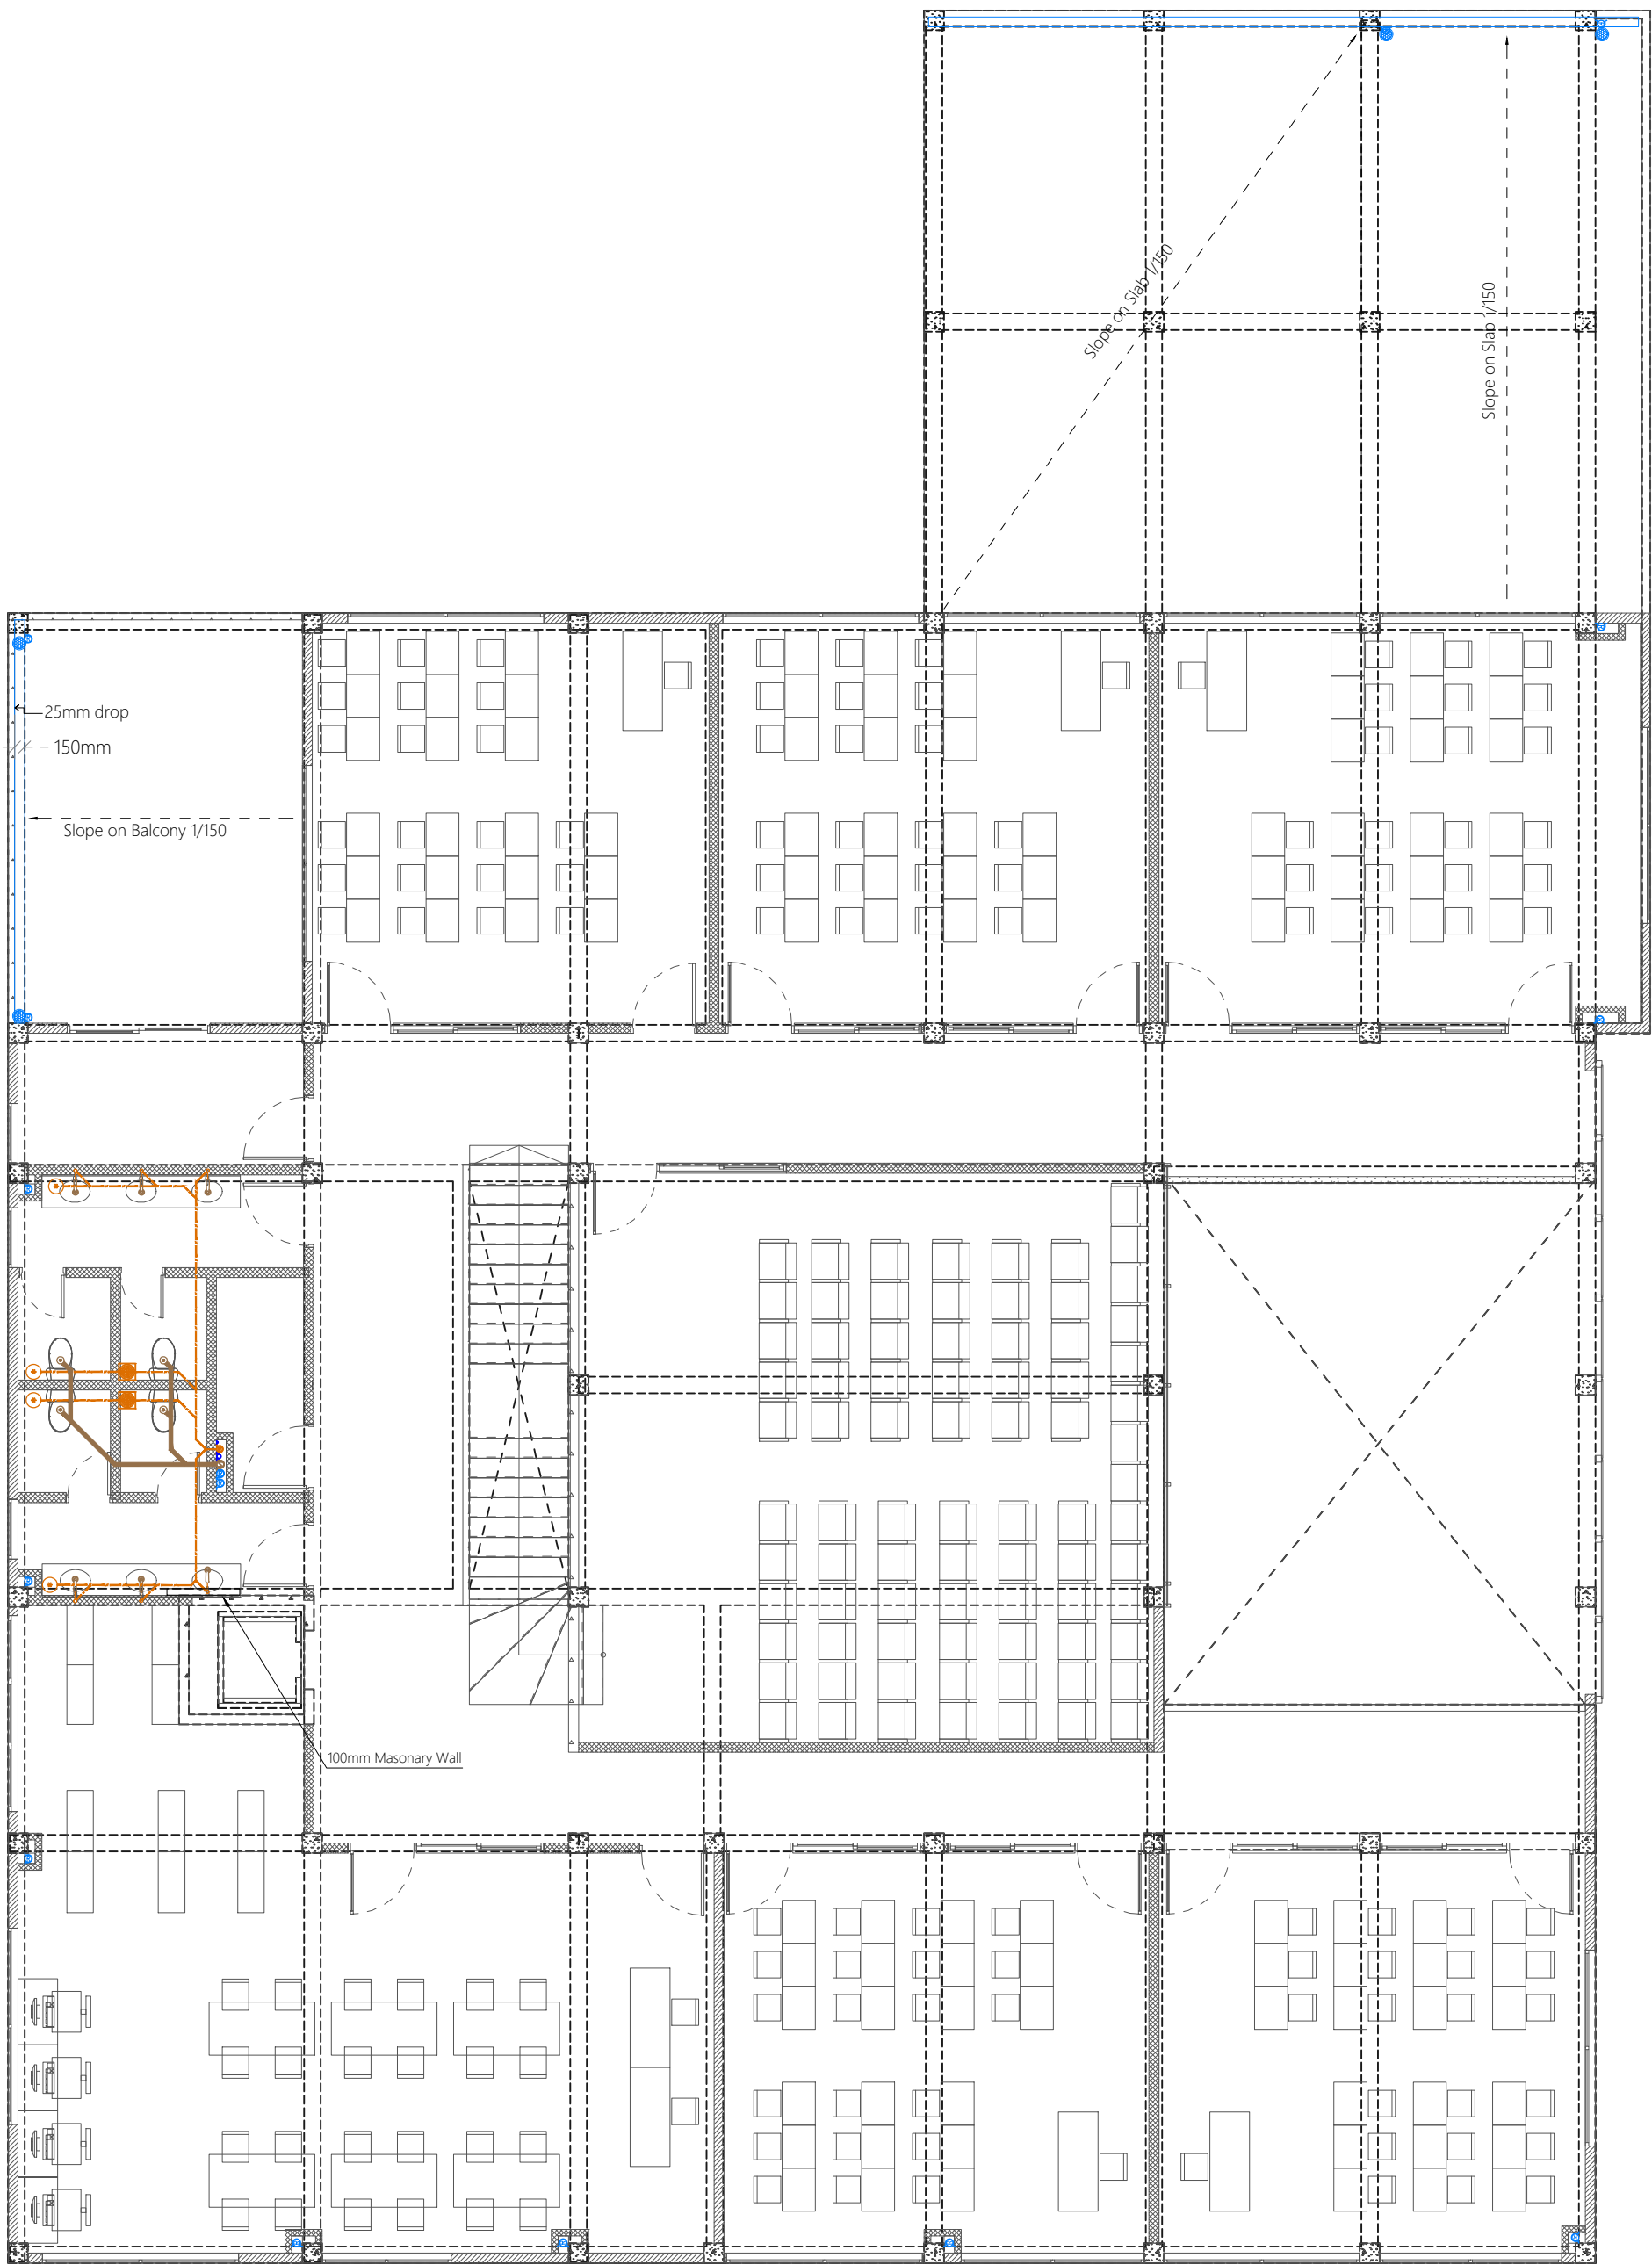 Slope on Slab 1/150
Slope on Slab 1/150
25mm drop
150mm
Slope on Balcony 1/150
100mm Masonary Wall